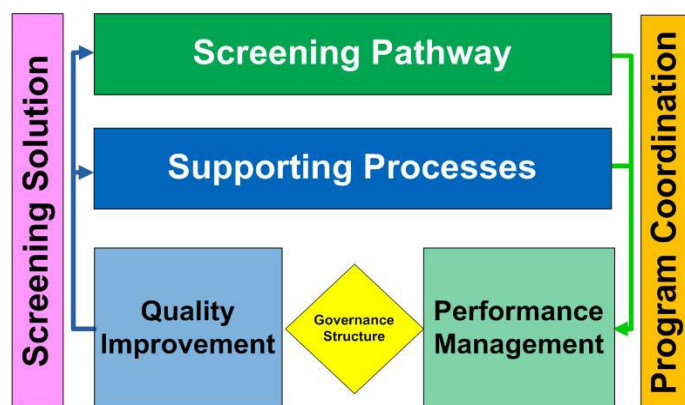 Screening Solution
Screening Pathway
Supporting Processes
Quality
Improvement
Governance
Structure
Performance
Management
Program Coordination